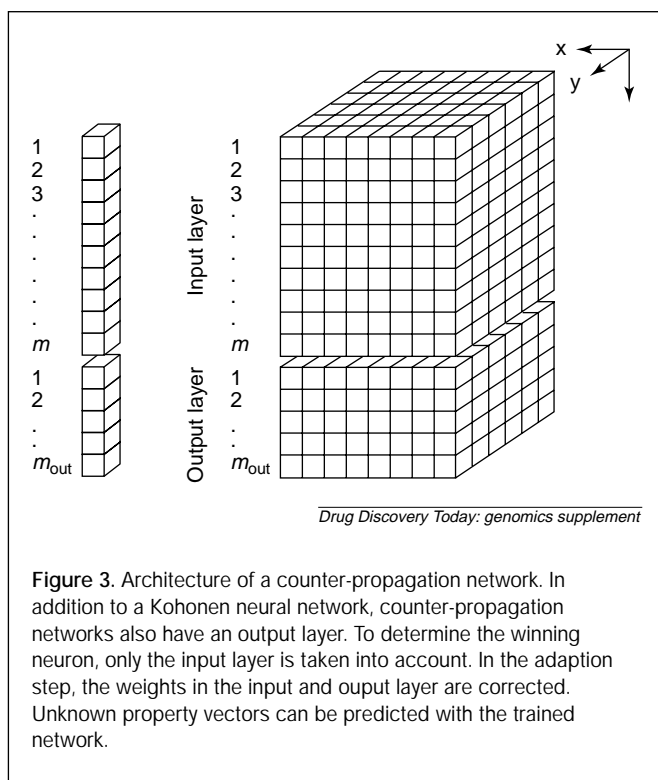 x
y
1
2
3
.
.
.
.
.
.
m
Input layer
1
2
3
.
.
.
.
.
.
m
1
2
.
.
mout
Output layer
1
2
.
.
mout
Drug Discovery Today: genomics supplement
Figure 3. Architecture of a counter-propagation network. In
addition to a Kohonen neural network, counter-propagation
networks also have an output layer. To determine the winning
neuron, only the input layer is taken into account. In the adaption
step, the weights in the input and ouput layer are corrected.
Unknown property vectors can be predicted with the trained
network.